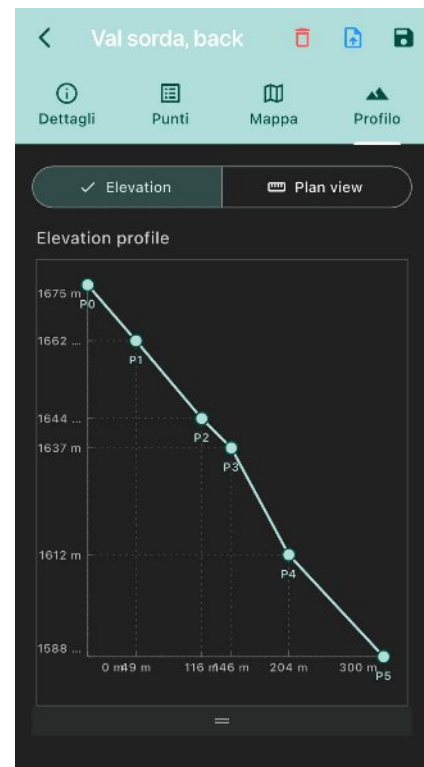 Val sorda, back
Dettagli Punti Mappa Profilo
Elevation Plan view
Elevation profile
1675 m
P0
1662 ...
P1
1644 ...
P2
1637 m
P3
1612 m
P4
1588 ...
0 m 49 m 116 m 146 m 204 m 300 m
P5